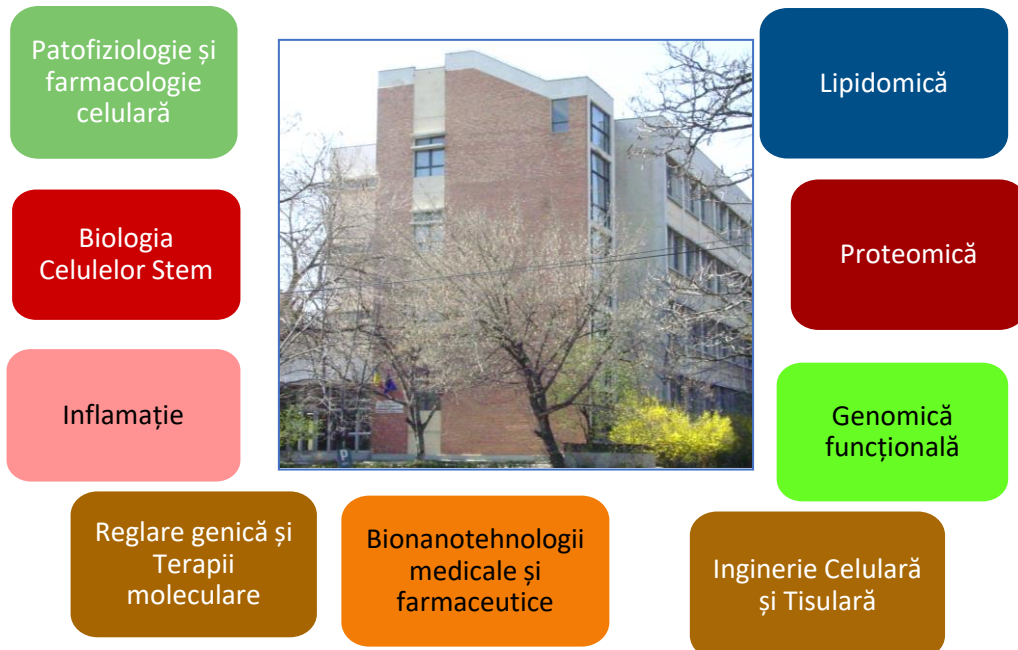 Patofiziologie și
farmacologie
celulară
Lipidomică
Biologia
Celulelor Stem
Proteomică
Inflamație
Genomică
funcțională
Reglare genică și
Terapii
moleculare
Bionanotehnologii
medicale și
farmaceutice
Inginerie Celulară
și Tisulară
P